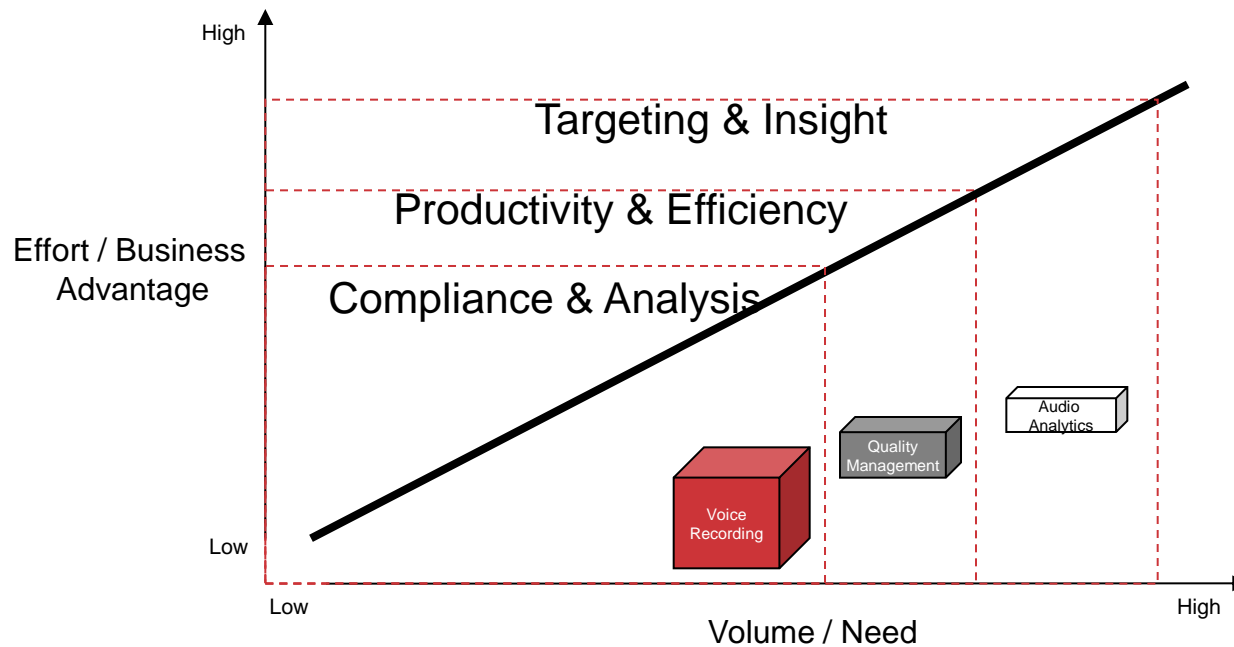 High
Targeting & Insight
Productivity & Efficiency
Effort / Business
Advantage
Compliance & Analysis
Audio
Analytics
Quality
Management
Voice
Recording
Low
Low
High
Volume / Need